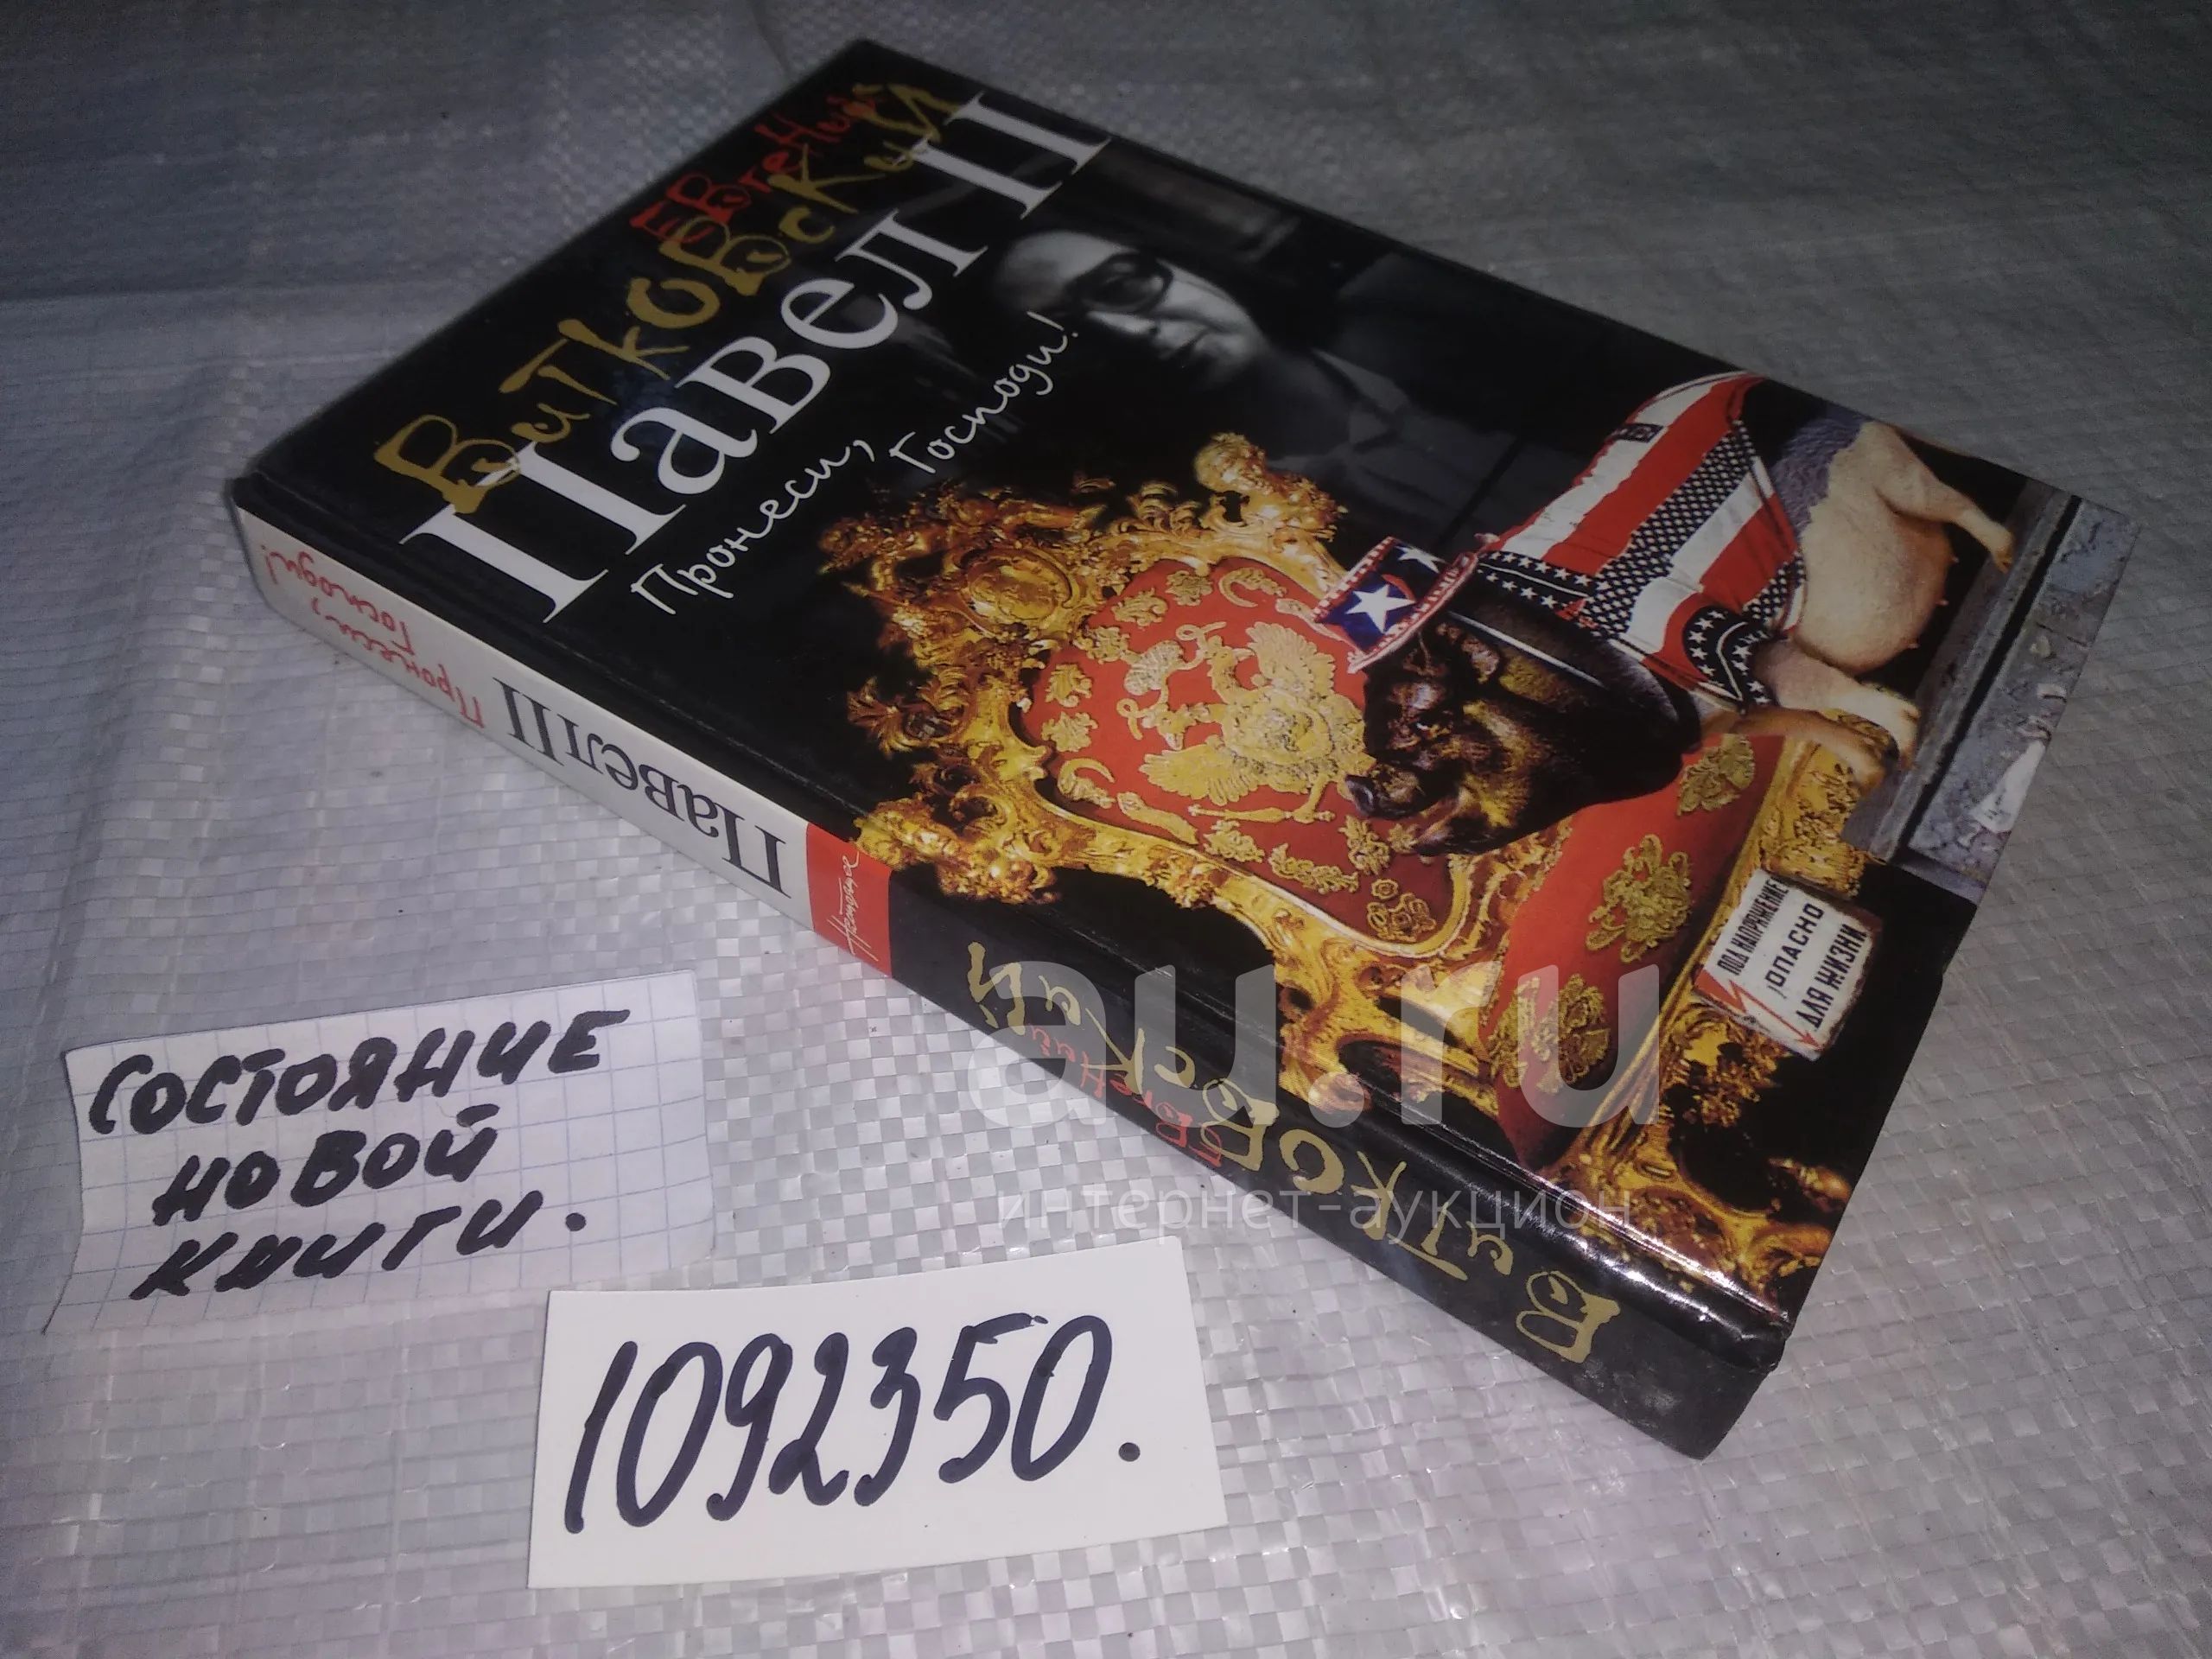 Евгений
Витковский
Павел II
Пронеси,
Господи!
ПОД НАПРЯЖЕНИЕ
ОПАСНО
ДЛЯ ЖИЗНИ
Пронеси,
Господи!
Павел II
Настоящее
Евгений
Витковский
au.ru
интернет-аукцион
СОСТОЯНИЕ
НОВОЙ
КНИГИ.
1092350.